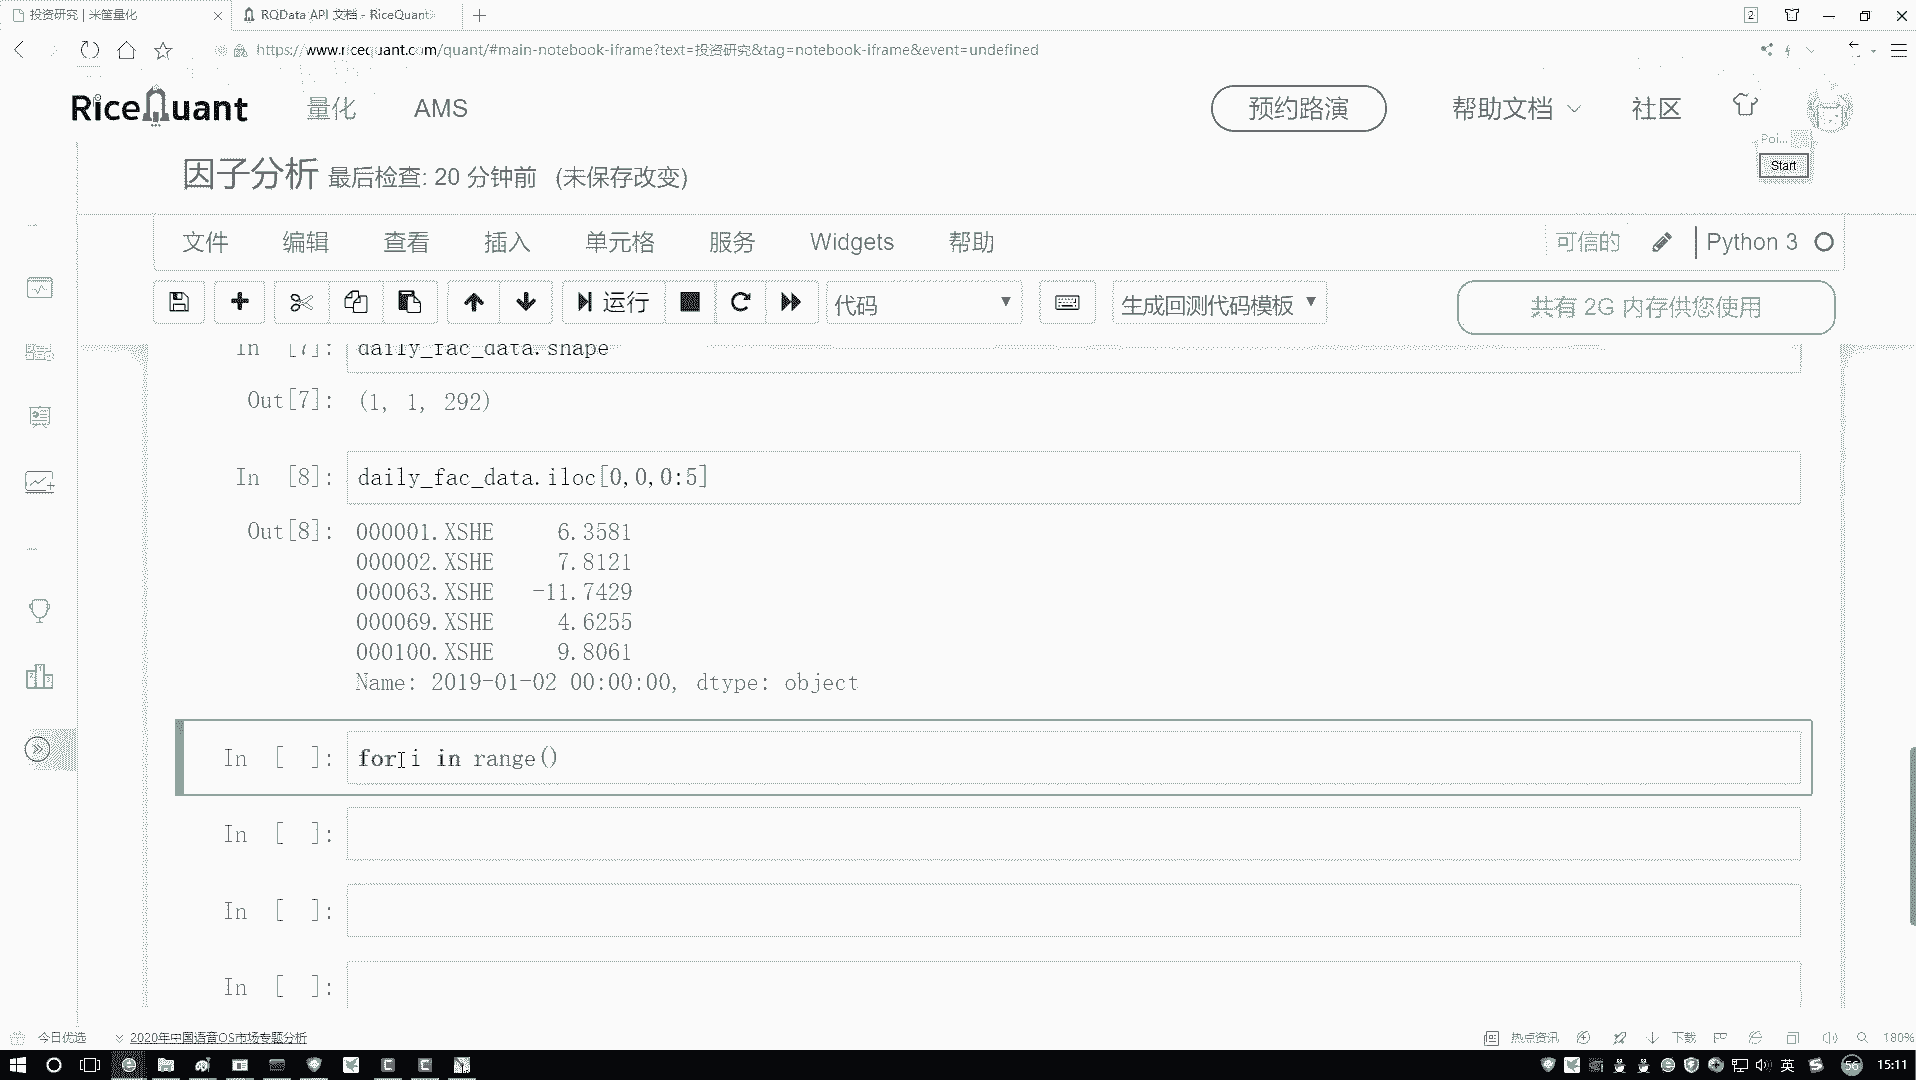 投资研究 | 米筐量化
RQData API 文档 - RiceQuant
2
https://www.ricequant.com/quant/#main-notebook-iframe?text=投资研究&tag=notebook-iframe&event=undefined
RiceQuant
量化
AMS
预约路演
帮助文档
社区
Poi...
Start
因子分析 最后检查: 20 分钟前 (未保存改变)
文件 编辑 查看 插入 单元格 服务 Widgets 帮助
可信的
Python 3
运行
代码
生成回测代码模板
共有 2G 内存供您使用
In [7]: daily_fac_data.shape
Out[7]: (1, 1, 292)
In [8]: daily_fac_data.iloc[0,0,0:5]
Out[8]: 000001.XSHE 6.3581
000002.XSHE 7.8121
000063.XSHE -11.7429
000069.XSHE 4.6255
000100.XSHE 9.8061
Name: 2019-01-02 00:00:00, dtype: object
In [ ]: for i in range()
In [ ]:
In [ ]:
In [ ]:
今日优选
2020年中国语音OS市场专题分析
热点资讯
下载
180%
英
56
15:11